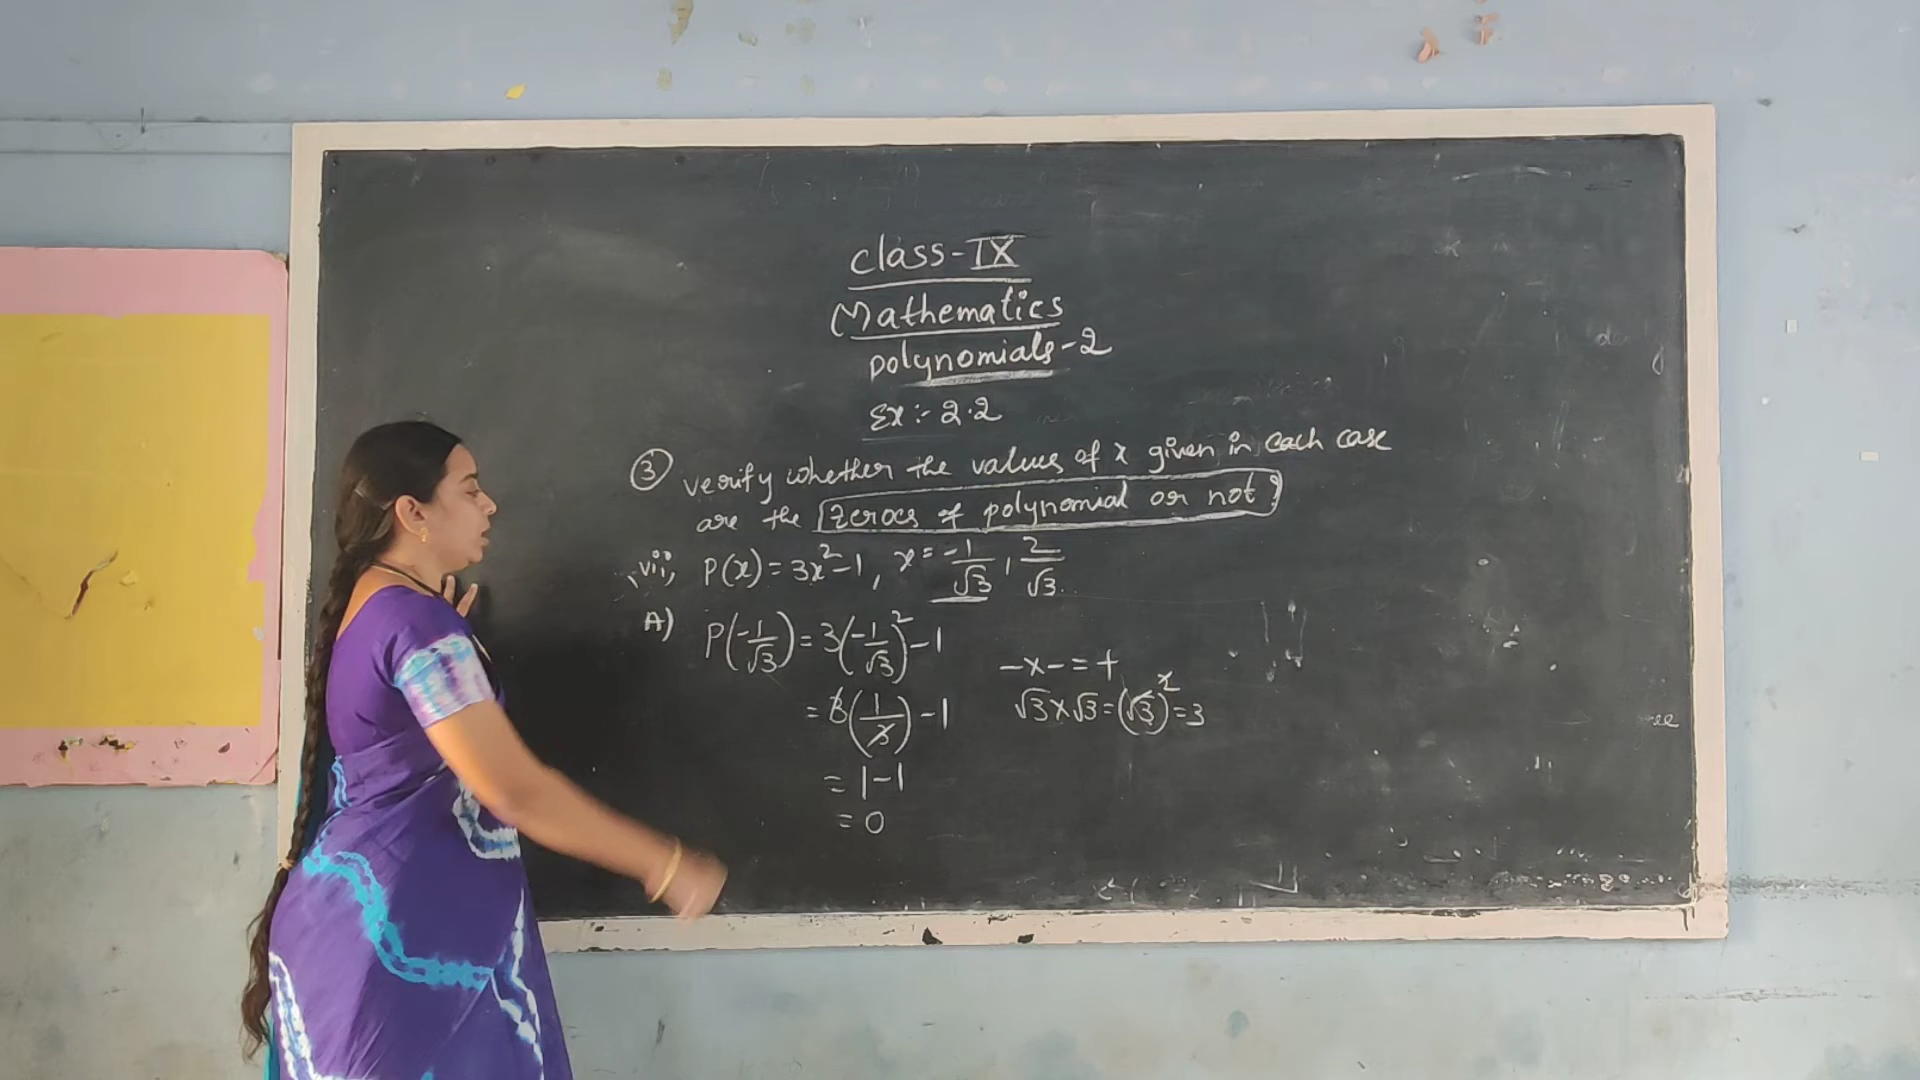 class-IX
Mathematics
polynomials-2
Ex:- 2.2
③ verify whether the values of x given in each case
are the zeroes of polynomial or not?
viii, P(x) = 3x²-1, x = -1/√3, 2/√3.
A) P(-1/√3) = 3(-1/√3)² - 1
= 3(1/3) - 1
= 1-1
= 0
-x- = +
√3 x √3 = (√3)² = 3